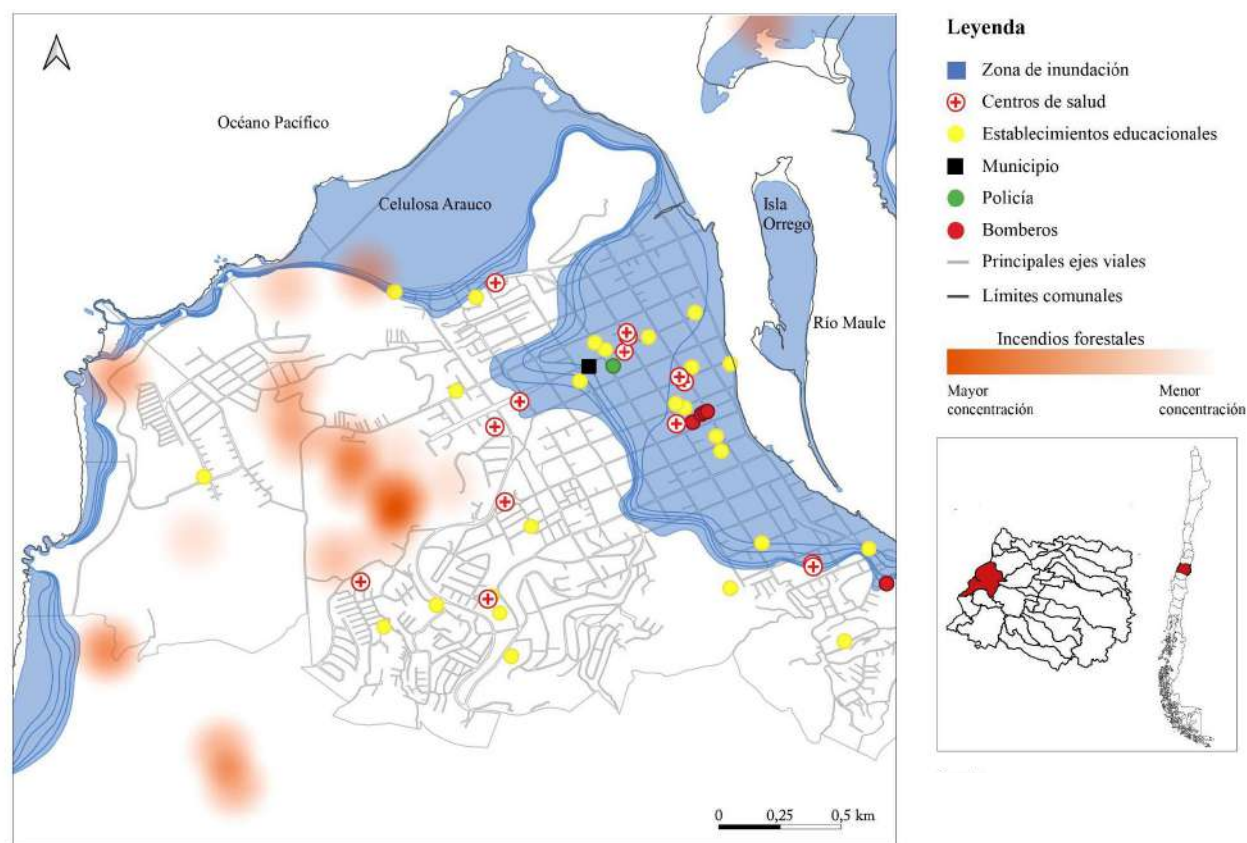 Océano Pacífico
Celulosa Arauco
Isla
Orrego
Río Maule
0 0,25 0,5 km
Leyenda
Zona de inundación
Centros de salud
Establecimientos educacionales
Municipio
Policía
Bomberos
Principales ejes viales
Límites comunales
Incendios forestales
Mayor
concentración
Menor
concentración